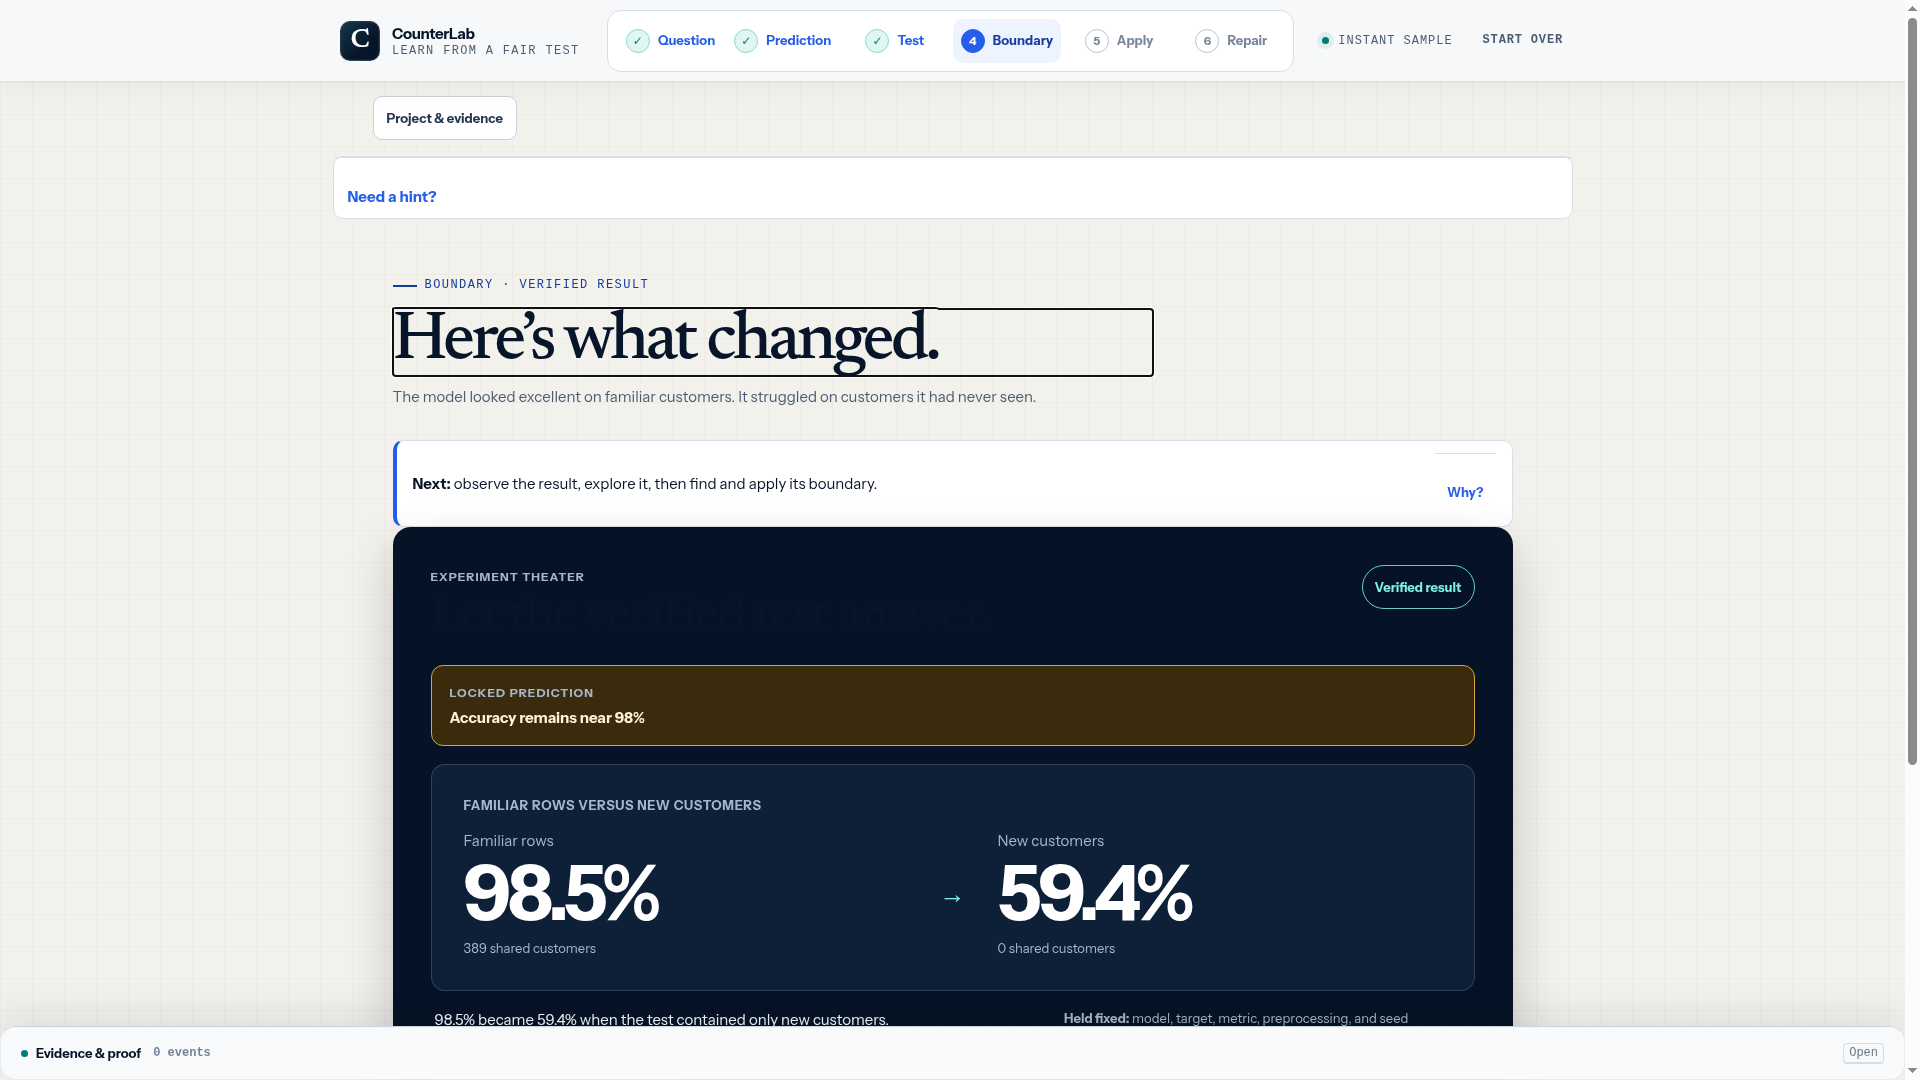 C
CounterLab
LEARN FROM A FAIR TEST
✓ Question
✓ Prediction
✓ Test
4 Boundary
5 Apply
6 Repair
INSTANT SAMPLE
START OVER
Project & evidence
Need a hint?
BOUNDARY · VERIFIED RESULT
Here’s what changed.
The model looked excellent on familiar customers. It struggled on customers it had never seen.
Next: observe the result, explore it, then find and apply its boundary.
Why?
EXPERIMENT THEATER
Let the verified test answer.
Verified result
LOCKED PREDICTION
Accuracy remains near 98%
FAMILIAR ROWS VERSUS NEW CUSTOMERS
Familiar rows
98.5%
389 shared customers
→
New customers
59.4%
0 shared customers
98.5% became 59.4% when the test contained only new customers.
Held fixed: model, target, metric, preprocessing, and seed
Evidence & proof 0 events
Open